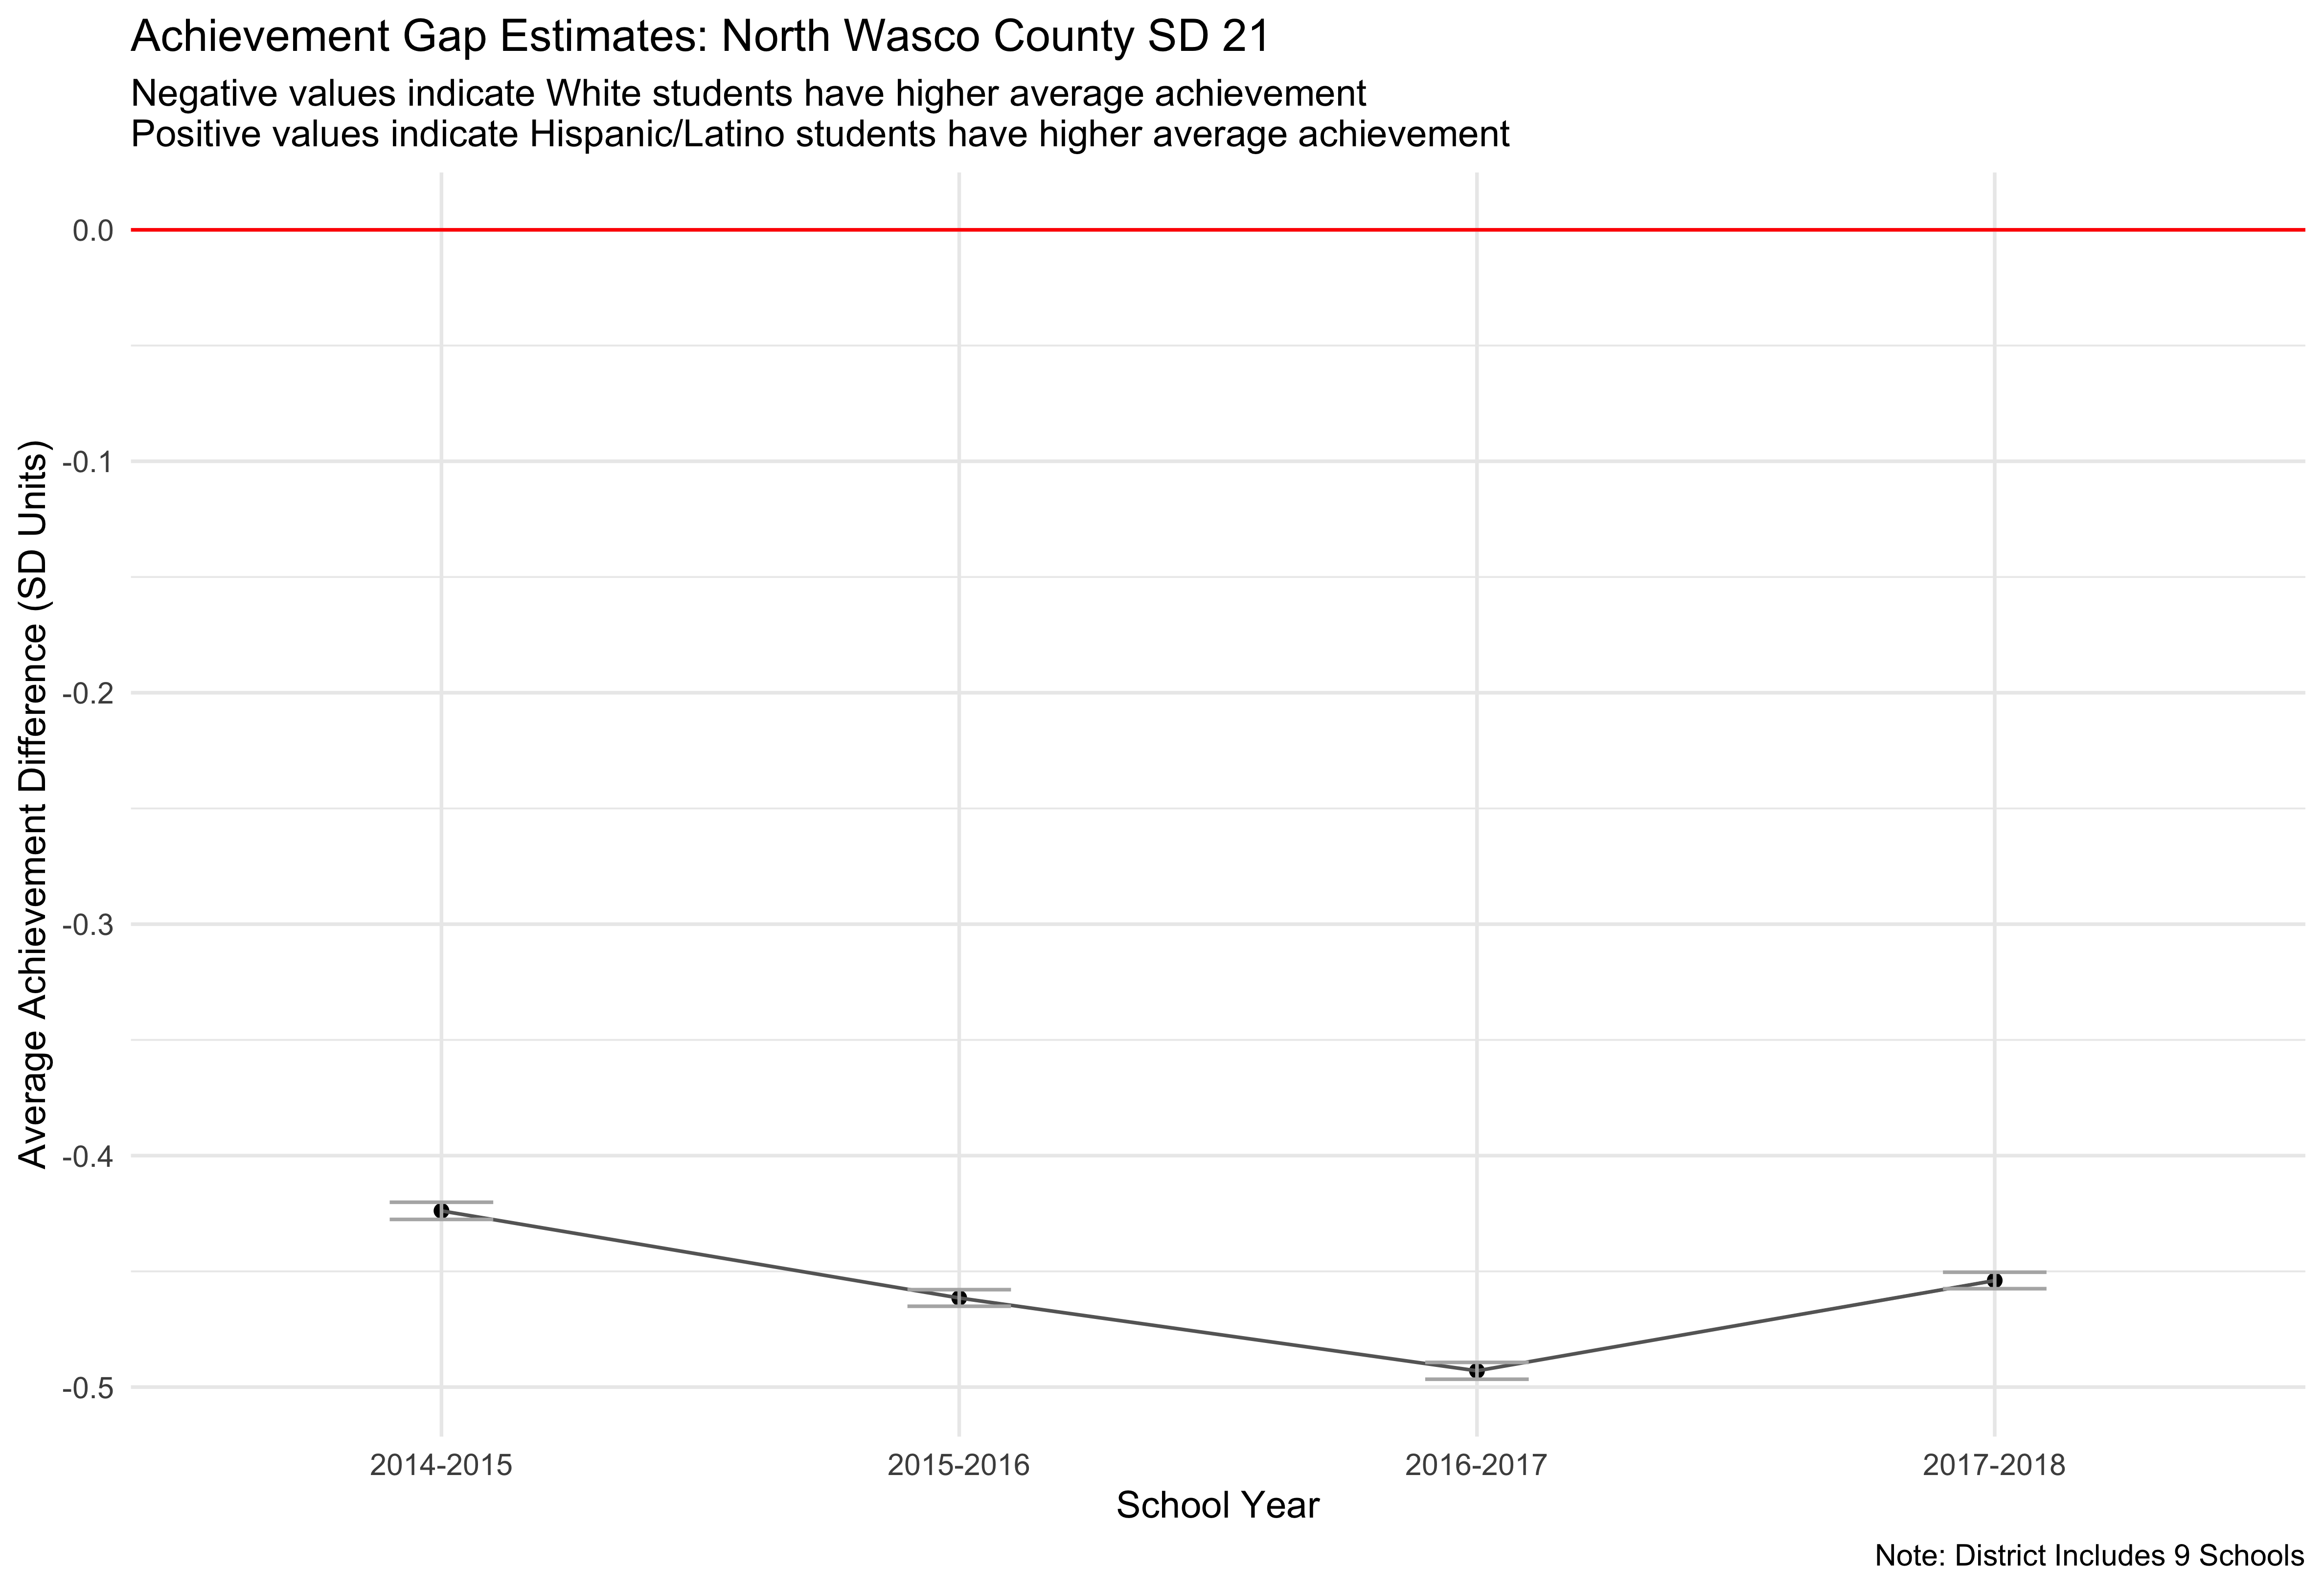 Achievement Gap Estimates: North Wasco County SD 21
Negative values indicate White students have higher average achievement
Positive values indicate Hispanic/Latino students have higher average achievement
Average Achievement Difference (SD Units)
0.0
-0.1
-0.2
-0.3
-0.4
-0.5
2014-2015
2015-2016
2016-2017
2017-2018
School Year
Note: District Includes 9 Schools